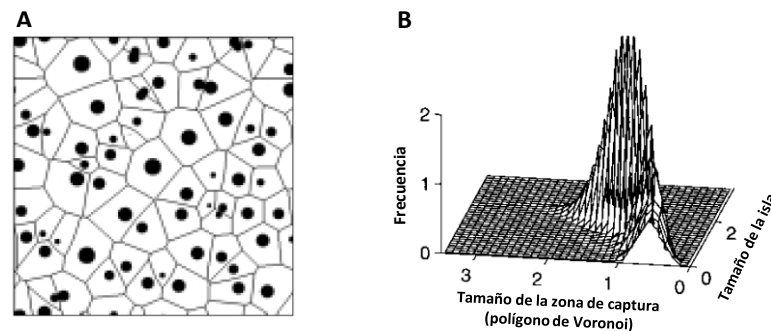 A
B
Frecuencia
2
1
0
3
2
1
0
0
2
Tamaño de la zona de captura
(polígono de Voronoi)
Tamaño de la isla